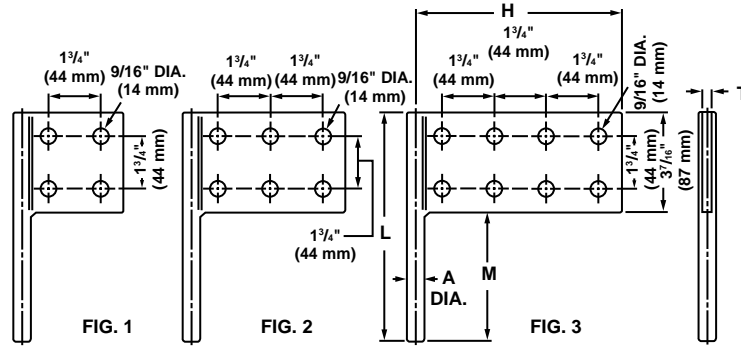 1³/₄"
(44 mm)
9/16" DIA.
(14 mm)
1³/₄"
(44 mm)
FIG. 1
1³/₄"
(44 mm)
1³/₄"
(44 mm)
9/16" DIA.
(14 mm)
1³/₄"
(44 mm)
FIG. 2
H
1³/₄"
(44 mm)
1³/₄"
(44 mm)
1³/₄"
(44 mm)
9/16" DIA.
(14 mm)
1³/₄"
(44 mm)
3⁷/₁₆"
(87 mm)
L
A
DIA.
M
FIG. 3